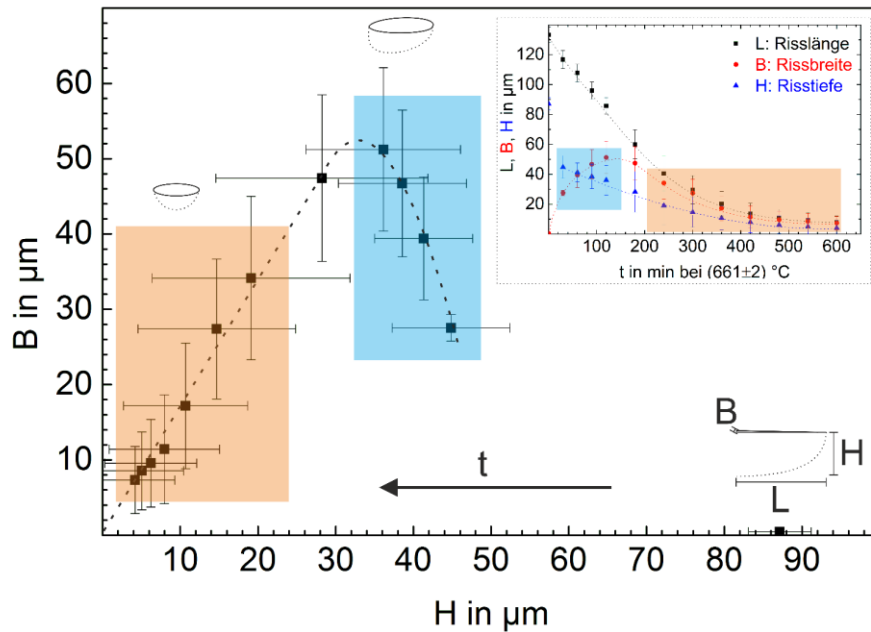 B in µm
60
50
40
30
20
10
10 20 30 40 50 60 70 80 90
H in µm
t
B
H
L
L, B, H in µm
120
100
80
60
40
20
0 100 200 300 400 500 600
t in min bei (661±2) °C
L: Risslänge
B: Rissbreite
H: Risstiefe